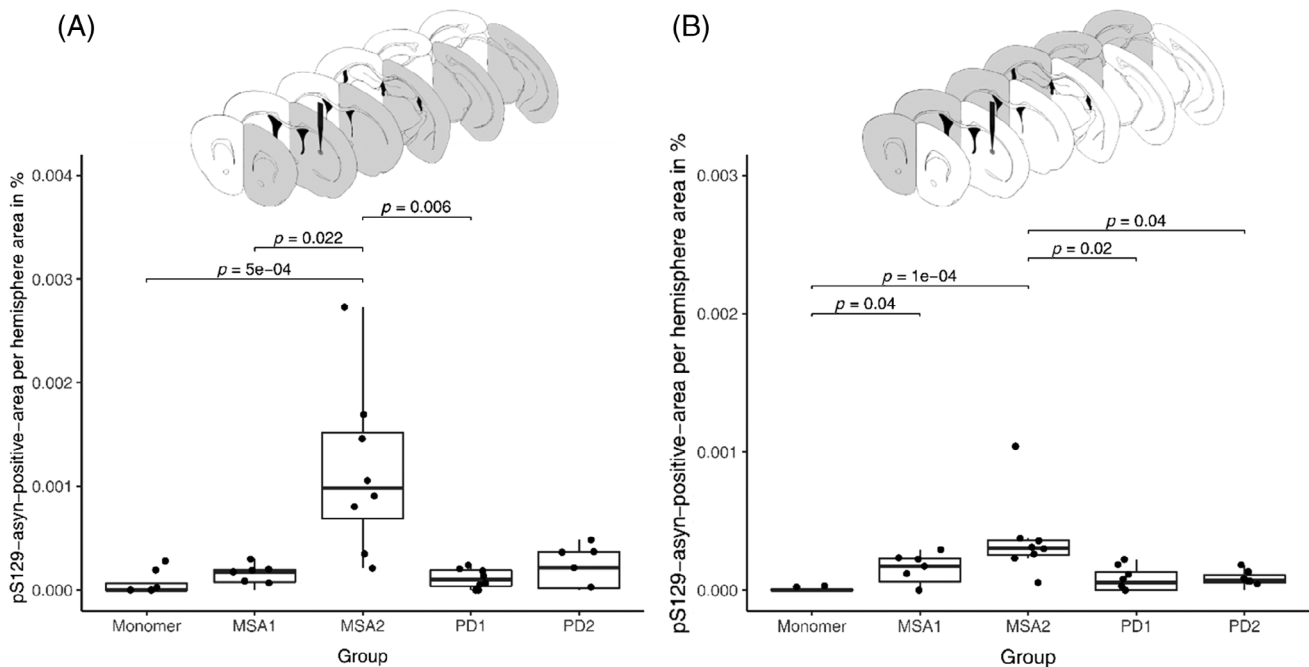 (A)
pS129-asyn-positive-area per hemisphere area in %
0.004
0.003
0.002
0.001
0.000
p = 0.006
p = 0.022
p = 5e-04
Monomer MSA1 MSA2 PD1 PD2
Group
(B)
pS129-asyn-positive-area per hemisphere area in %
0.003
0.002
0.001
0.000
p = 0.04
p = 0.02
p = 1e-04
p = 0.04
Monomer MSA1 MSA2 PD1 PD2
Group